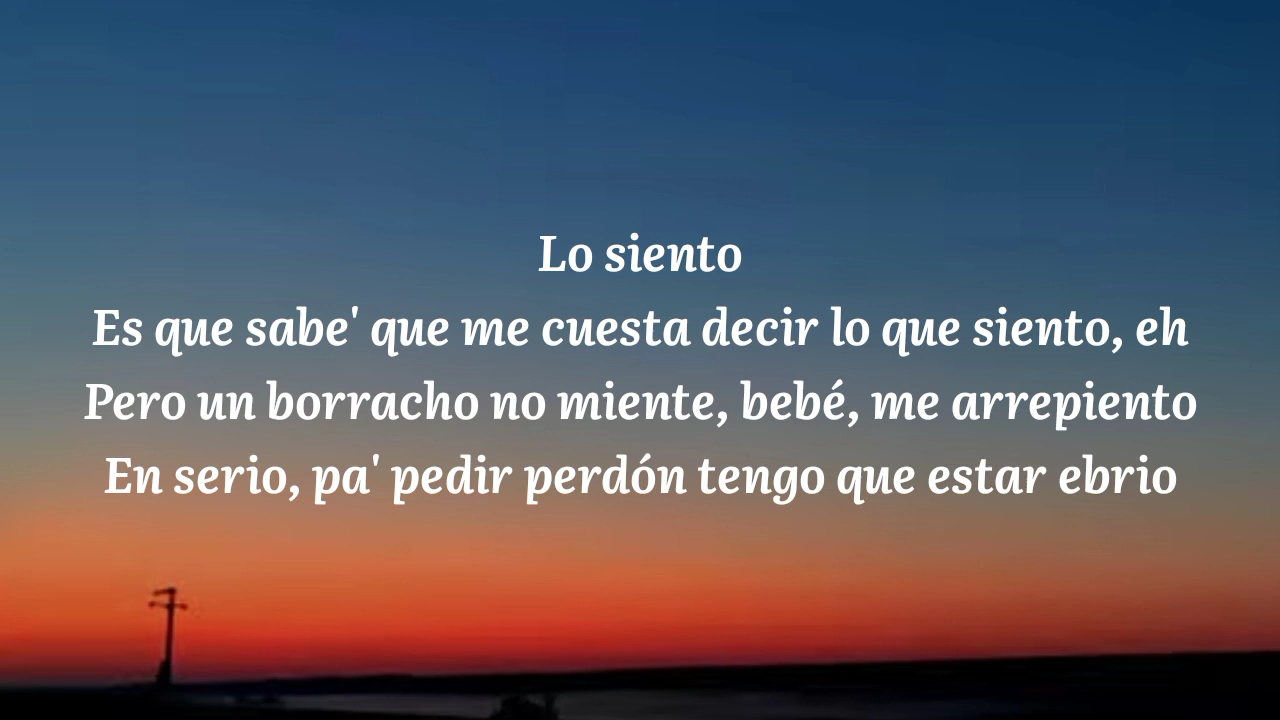 Lo siento
Es que sabe' que me cuesta decir lo que siento, eh
Pero un borracho no miente, bebé, me arrepiento
En serio, pa' pedir perdón tengo que estar ebrio